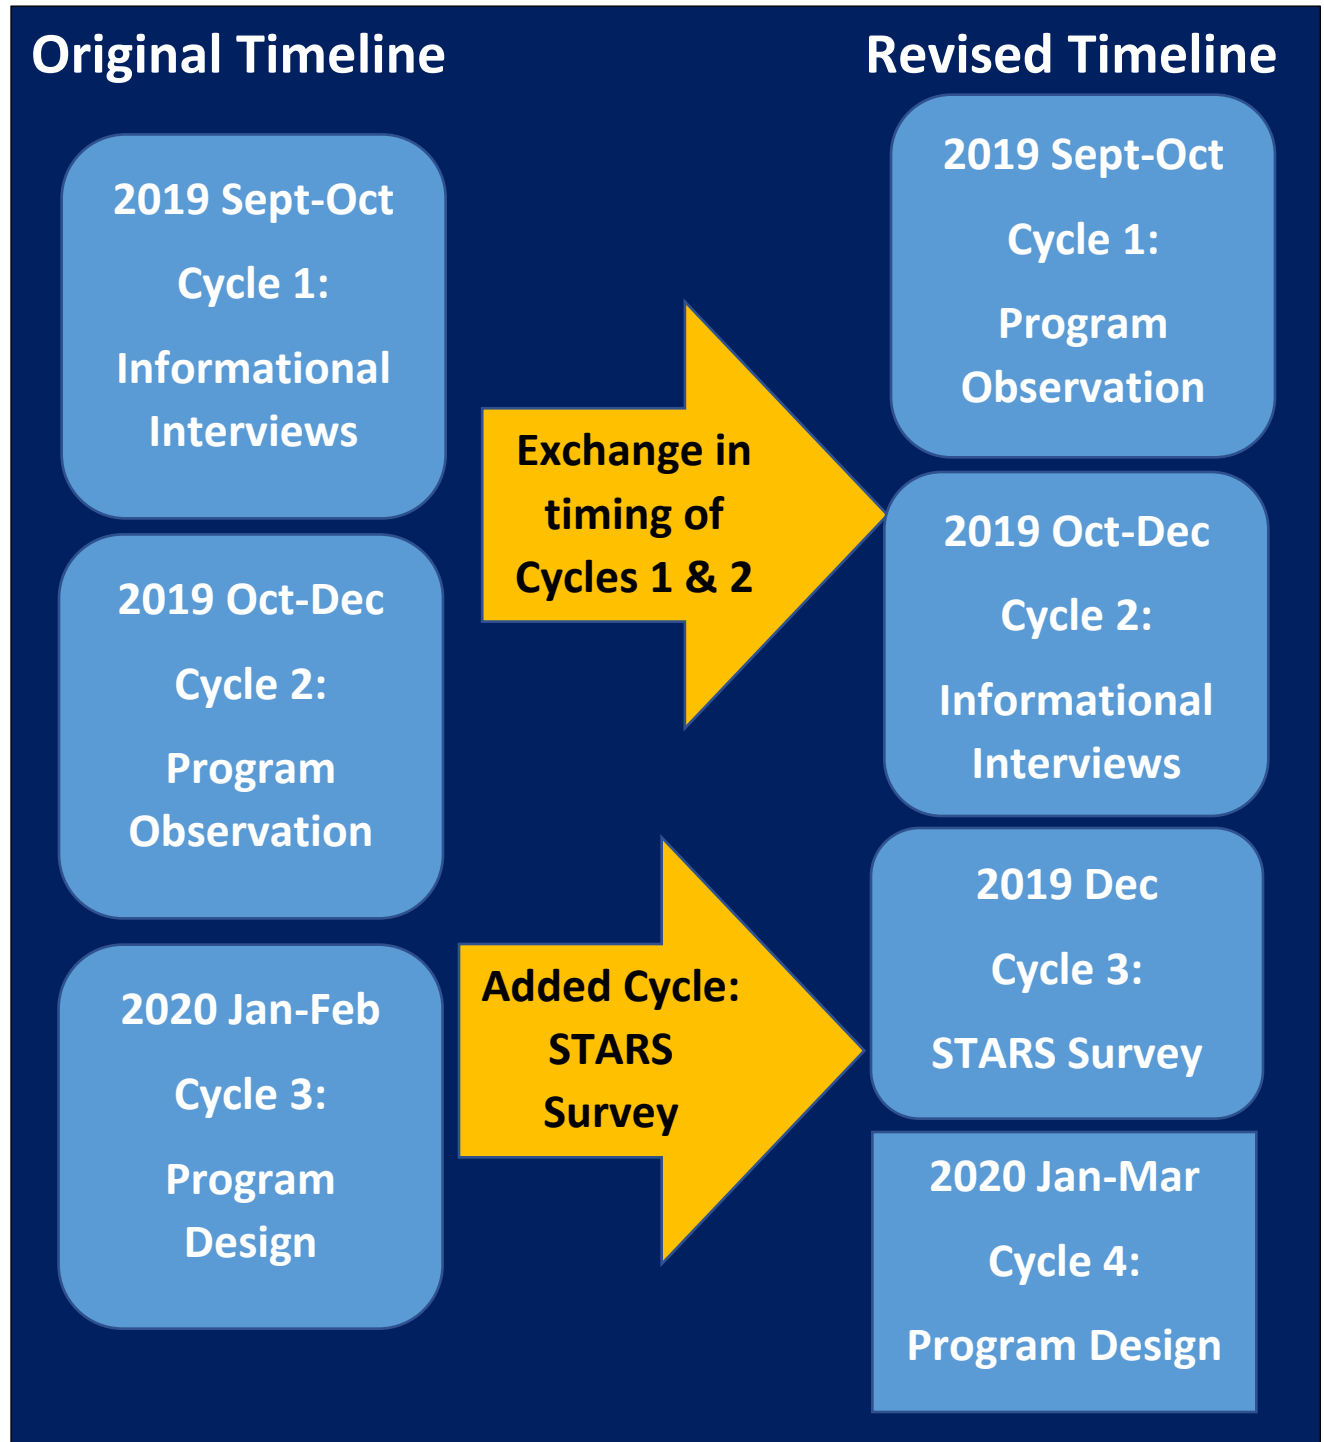 Original Timeline
2019 Sept-Oct
Cycle 1:
Informational
Interviews
2019 Oct-Dec
Cycle 2:
Program
Observation
2020 Jan-Feb
Cycle 3:
Program
Design
Exchange in
timing of
Cycles 1 & 2
Added Cycle:
STARS
Survey
Revised Timeline
2019 Sept-Oct
Cycle 1:
Program
Observation
2019 Oct-Dec
Cycle 2:
Informational
Interviews
2019 Dec
Cycle 3:
STARS Survey
2020 Jan-Mar
Cycle 4:
Program Design